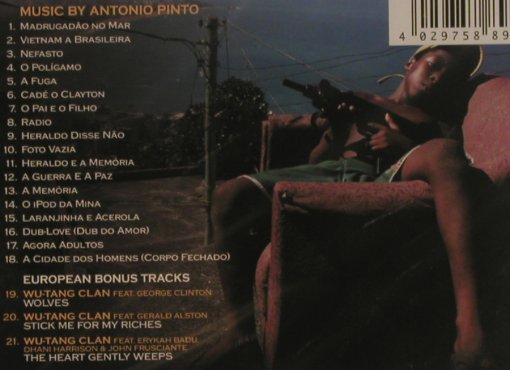 MUSIC BY ANTONIO PINTO
1. MADRUGADÃO NO MAR
2. VIETNAM A BRASILEIRA
3. NEFASTO
4. O POLÍGAMO
5. A FUGA
6. CADÉ O CLAYTON
7. O PAI E O FILHO
8. RADIO
9. HERALDO DISSE NÃO
10. FOTO VAZIA
11. HERALDO E A MEMÓRIA
12. A GUERRA E A PAZ
13. A MEMÓRIA
14. O IPOD DA MINA
15. LARANJINHA E ACEROLA
16. DUB-LOVE (DUB DO AMOR)
17. AGORA ADULTOS
18. A CIDADE DOS HOMENS (CORPO FECHADO)
EUROPEAN BONUS TRACKS
19. WU-TANG CLAN FEAT. GEORGE CLINTON
WOLVES
20. WU-TANG CLAN FEAT. GERALD ALSTON
STICK ME FOR MY RICHES
21. WU-TANG CLAN FEAT. ERYKAH BADU,
DHANI HARRISON & JOHN FRUSCIANTE
THE HEART GENTLY WEEPS
4 029758 89